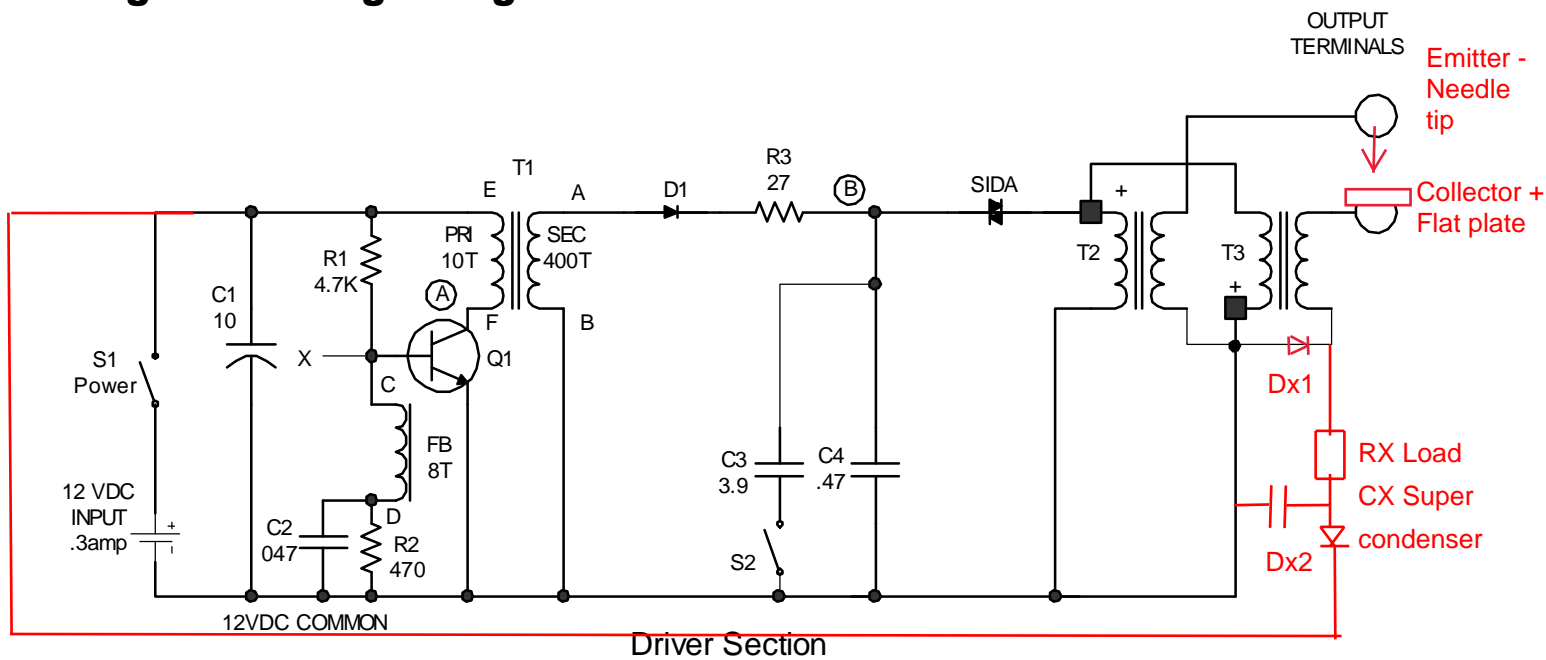 OUTPUT
TERMINALS
Emitter -
Needle
tip
T1
E
A
D1
R3
27
B
SIDA
+
Collector +
Flat plate
PRI
10T
SEC
400T
T2
T3
R1
4.7K
A
+
C1
10
F
B
X
Q1
S1
Power
C
Dx1
FB
8T
C3
3.9
C4
.47
RX Load
12 VDC
INPUT
.3amp
+
-
C2
047
D
R2
470
S2
CX Super
condenser
Dx2
12VDC COMMON
Driver Section